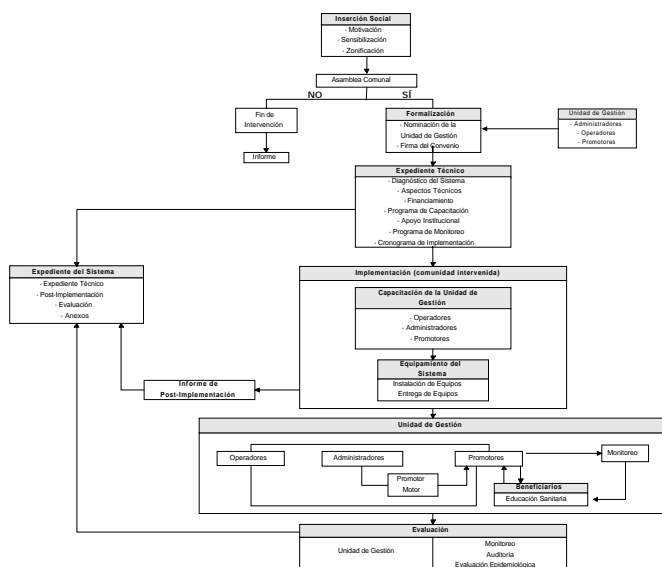 Inserción Social
- Motivación
- Sensibilización
- Zonificación
Asamblea Comunal
NO
SÍ
Fin de
Intervención
Informe
Formalización
- Nominación de la
Unidad de Gestión
- Firma del Convenio
Unidad de Gestión
- Administradores
- Operadores
- Promotores
Expediente Técnico
- Diagnóstico del Sistema
- Aspectos Técnicos
- Financiamiento
- Programa de Capacitación
- Apoyo Institucional
- Programa de Monitoreo
- Cronograma de Implementación
Expediente del Sistema
- Expediente Técnico
- Post-Implementación
- Evaluación
- Anexos
Implementación (comunidad intervenida)
Capacitación de la Unidad de
Gestión
- Operadores
- Administradores
- Promotores
Equipamiento del
Sistema
Instalación de Equipos
Entrega de Equipos
Informe de
Post-Implementación
Unidad de Gestión
Operadores
Administradores
Promotores
Monitoreo
Promotor
Motor
Beneficiarios
Educación Sanitaria
Evaluación
Unidad de Gestión
Monitoreo
Auditoría
Evaluación Epidemiológica